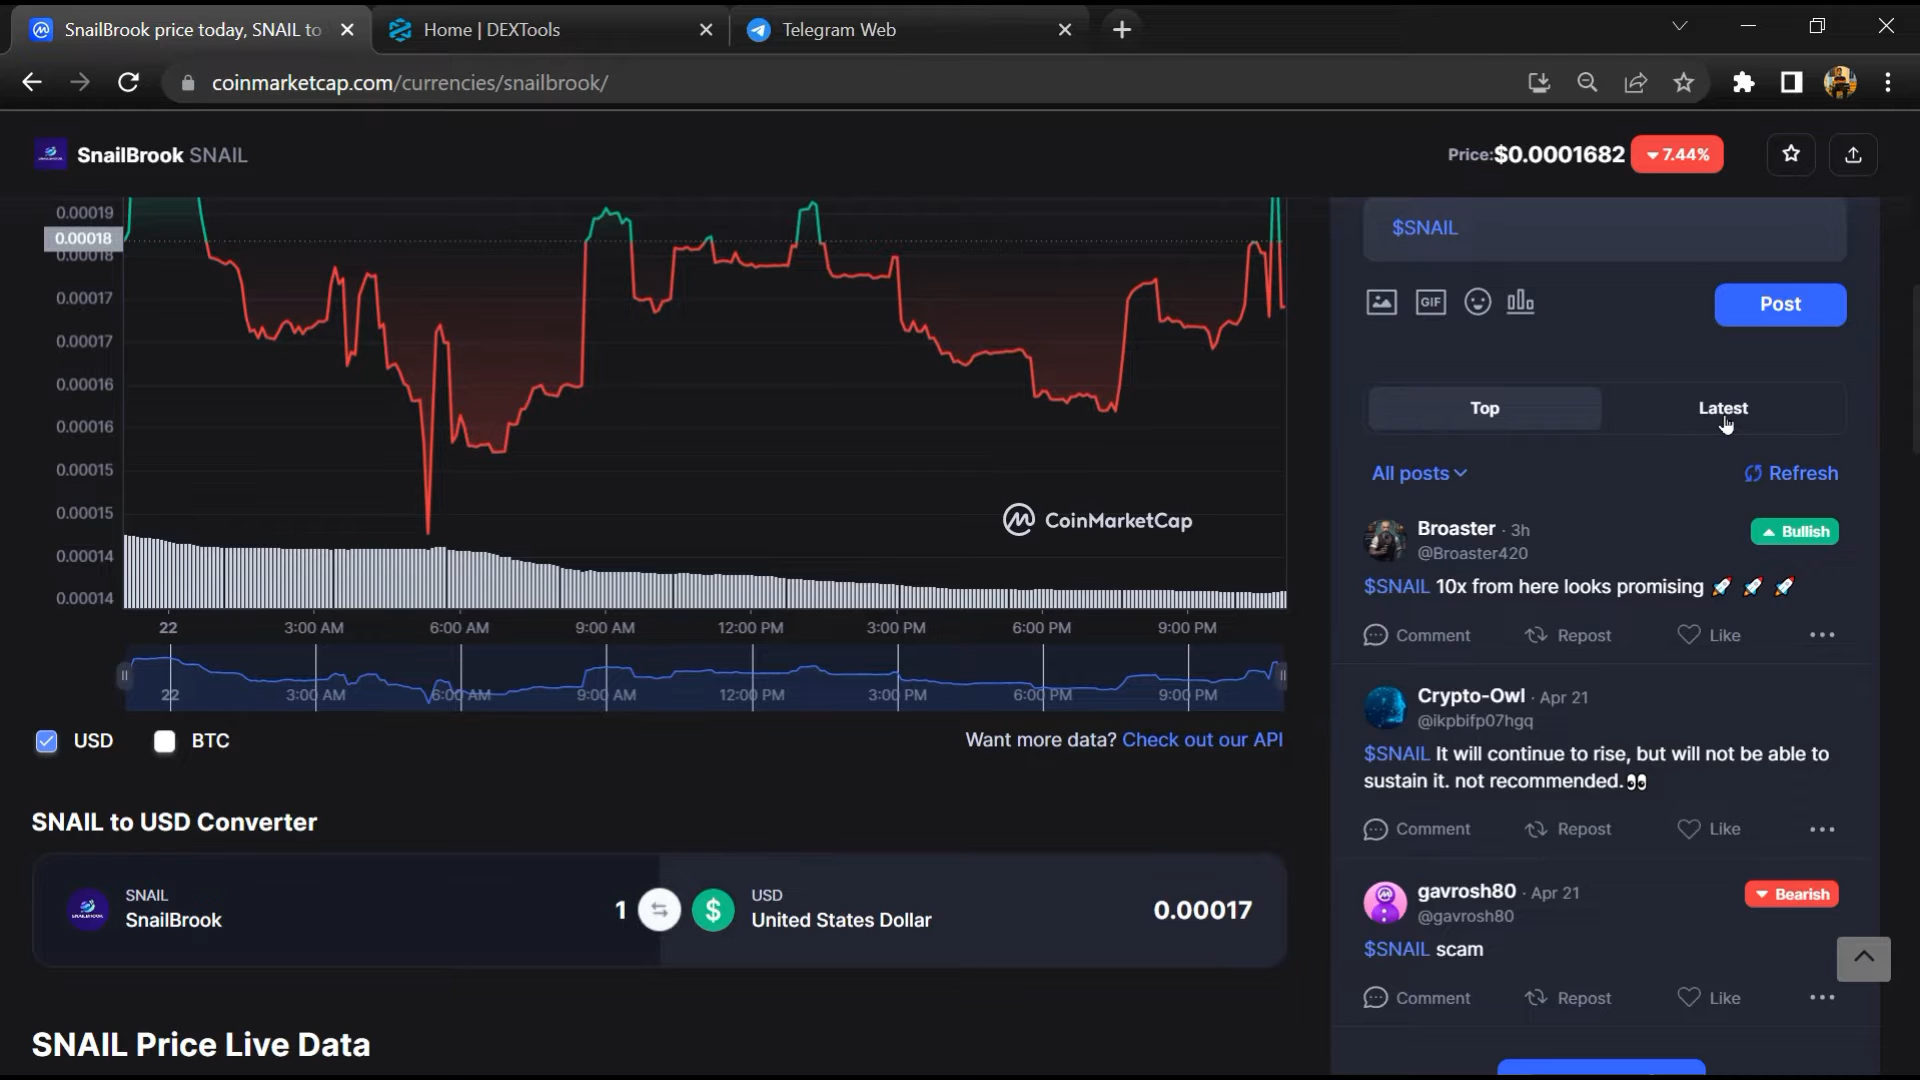 SnailBrook price today, SNAIL to
Home | DEXTools
Telegram Web
coinmarketcap.com/currencies/snailbrook/
SnailBrook SNAIL
Price:$0.0001682
7.44%
0.00019
0.00018
0.00018
0.00017
0.00017
0.00016
0.00016
0.00015
0.00015
0.00014
0.00014
CoinMarketCap
22
3:00 AM
6:00 AM
9:00 AM
12:00 PM
3:00 PM
6:00 PM
9:00 PM
22
3:00 AM
6:00 AM
9:00 AM
12:00 PM
3:00 PM
6:00 PM
9:00 PM
USD
BTC
Want more data? Check out our API
SNAIL to USD Converter
SNAIL
SnailBrook
1
USD
United States Dollar
0.00017
SNAIL Price Live Data
$SNAIL
GIF
Post
Top
Latest
All posts
Refresh
Broaster · 3h
@Broaster420
Bullish
$SNAIL 10x from here looks promising 🚀 🚀 🚀
Comment
Repost
Like
Crypto-Owl · Apr 21
@ikpbifp07hgq
$SNAIL It will continue to rise, but will not be able to
sustain it. not recommended.👀
Comment
Repost
Like
gavrosh80 · Apr 21
@gavrosh80
Bearish
$SNAIL scam
Comment
Repost
Like